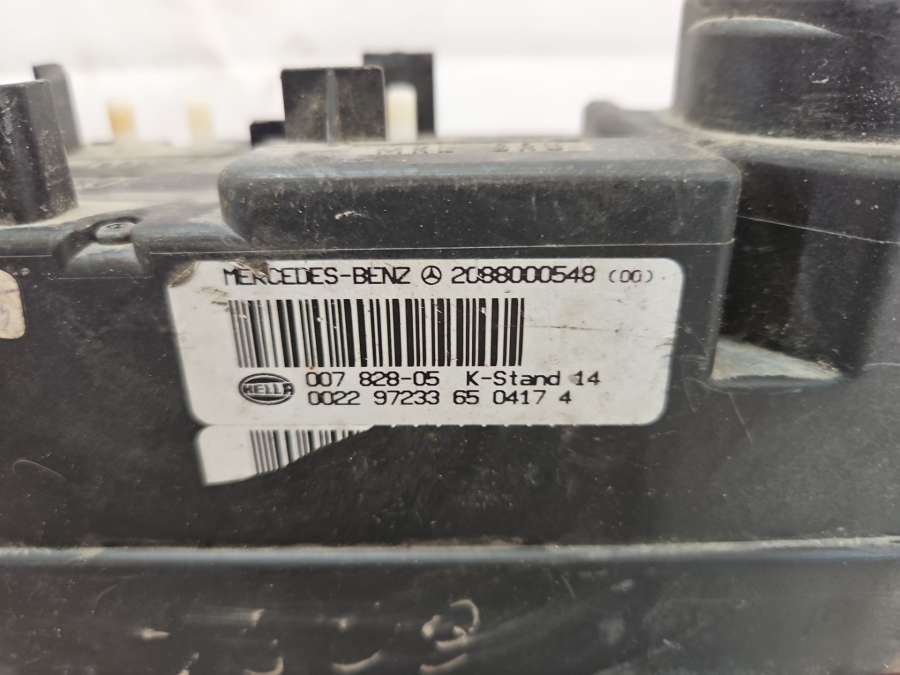 MERCEDES-BENZ 2088000548 (00)
007 828-05 K-Stand 14
HELLA
0022 97233 65 0417 4